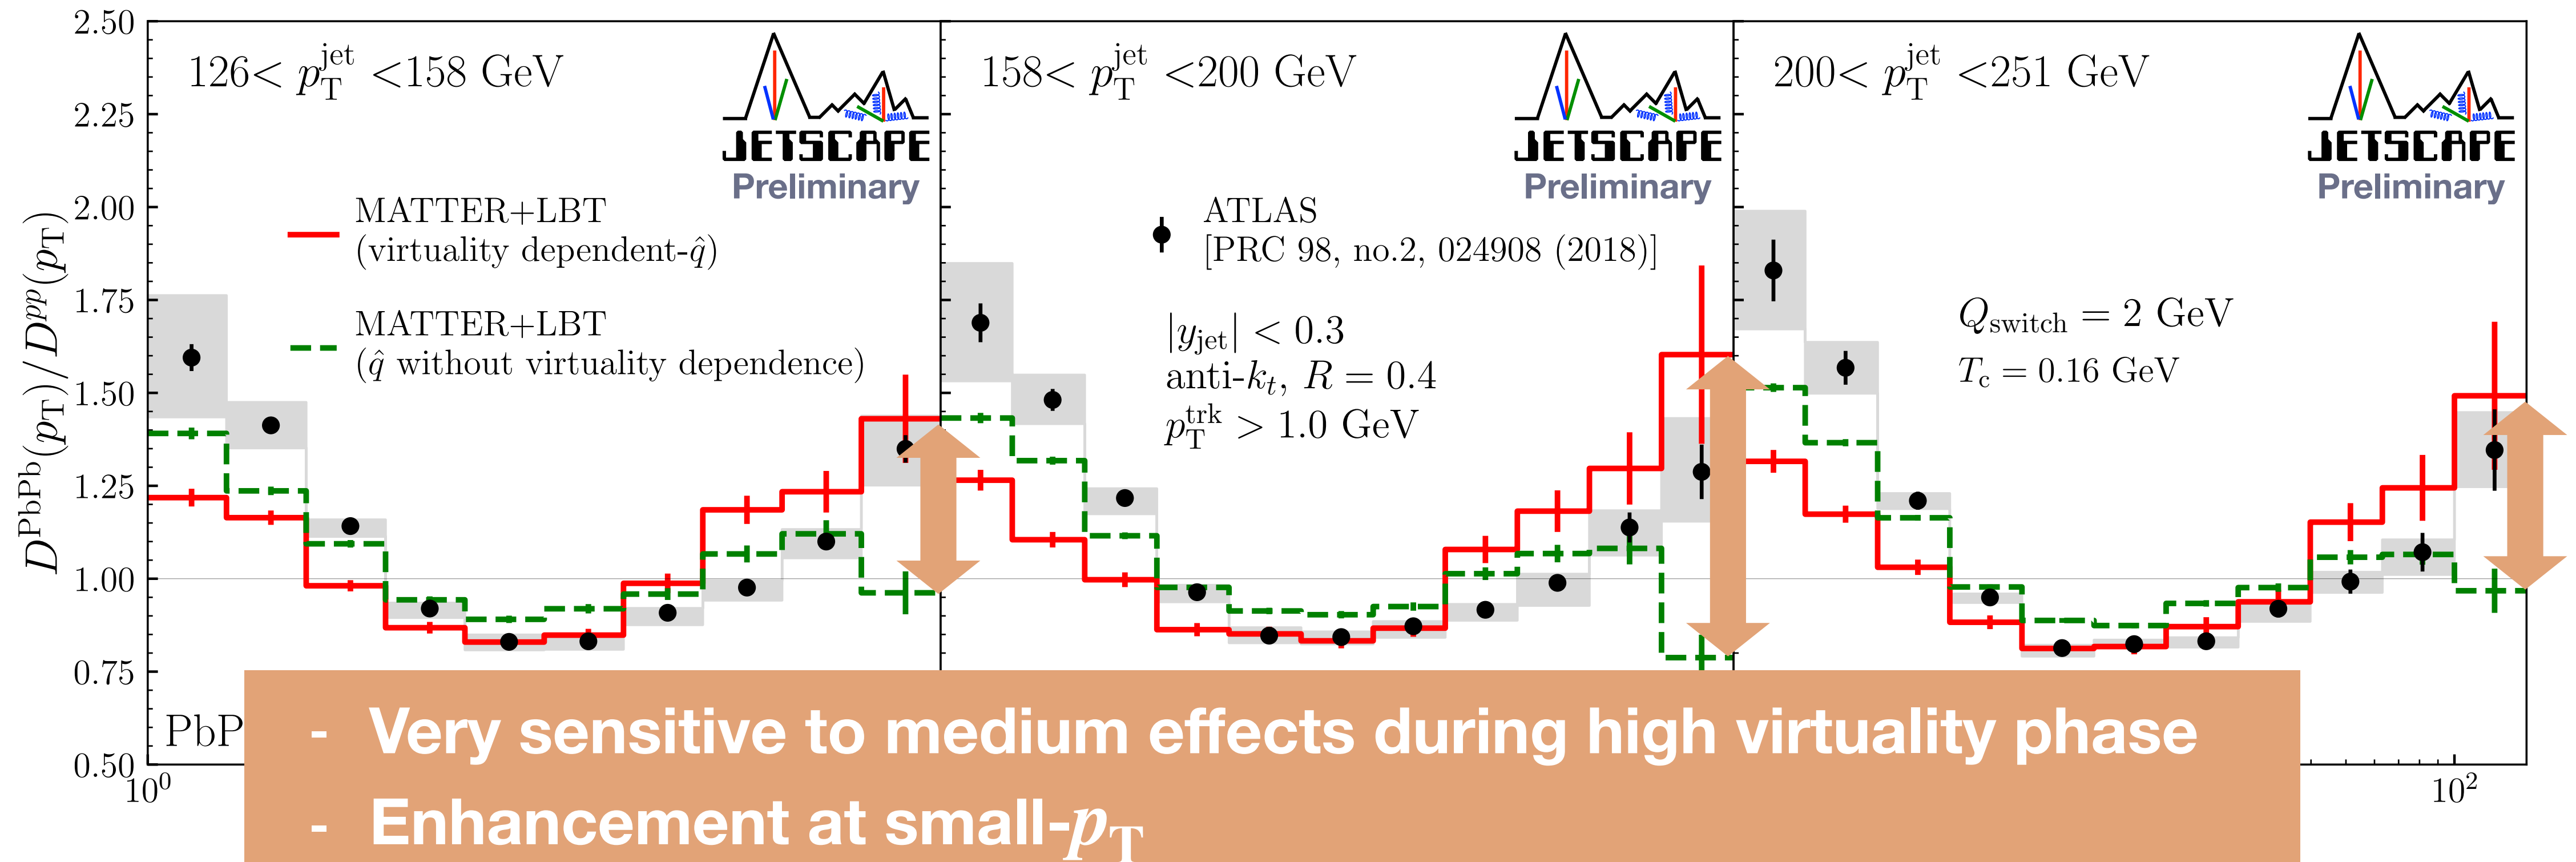 2.50
2.25
2.00
1.75
1.50
1.25
1.00
0.75
0.50
D^PbPb(p_T)/D^pp(p_T)
126< p_T^jet <158 GeV
JETSCAPE
Preliminary
MATTER+LBT
(virtuality dependent-q̂)
MATTER+LBT
(q̂ without virtuality dependence)
PbP
10^0
158< p_T^jet <200 GeV
JETSCAPE
Preliminary
ATLAS
[PRC 98, no.2, 024908 (2018)]
|y_jet| < 0.3
anti-k_t, R = 0.4
p_T^trk > 1.0 GeV
200< p_T^jet <251 GeV
JETSCAPE
Preliminary
Q_switch = 2 GeV
T_c = 0.16 GeV
10^2
- Very sensitive to medium effects during high virtuality phase
- Enhancement at small-p_T